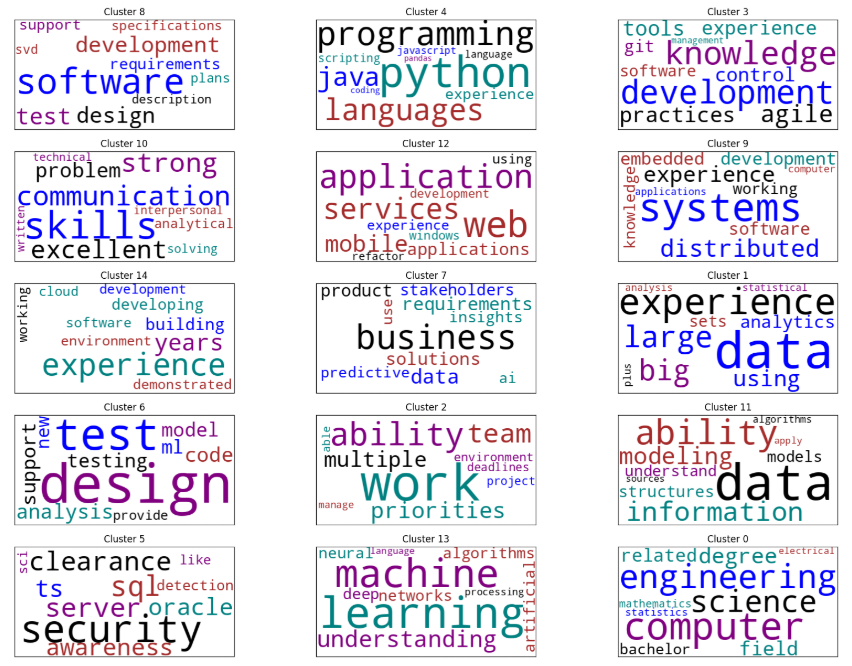 Cluster 8
support specifications
svd development
requirements
software plans
description
test design
Cluster 4
programming
javascript language
scripting pandas
java python
coding experience
languages
Cluster 3
tools experience
management
git knowledge
software control
development
practices agile
Cluster 10
technical
problem strong
communication
skills interpersonal
written analytical
excellent solving
Cluster 12
using
application
development
services web
experience
mobile windows
applications
refactor
Cluster 9
embedded development
experience computer
knowledge applications working
systems
software
distributed
Cluster 14
working cloud development
developing
software building
environment years
experience
demonstrated
Cluster 7
product stakeholders
use requirements
insights
business
solutions
predictive data ai
Cluster 1
analysis statistical
experience
sets analytics
large data
plus big using
Cluster 6
new test model
support testing ml code
design
analysis provide
Cluster 2
able ability team
multiple environment
deadlines
work project
manage priorities
Cluster 11
algorithms
ability apply
modeling models
understand
sources data
structures
information
Cluster 5
sci clearance like
ts sql detection
server oracle
security
awareness
Cluster 13
neural language algorithms
machine
deep networks processing
learning artificial
understanding
Cluster 0
related degree electrical
engineering
mathematics science
statistics
computer
bachelor field